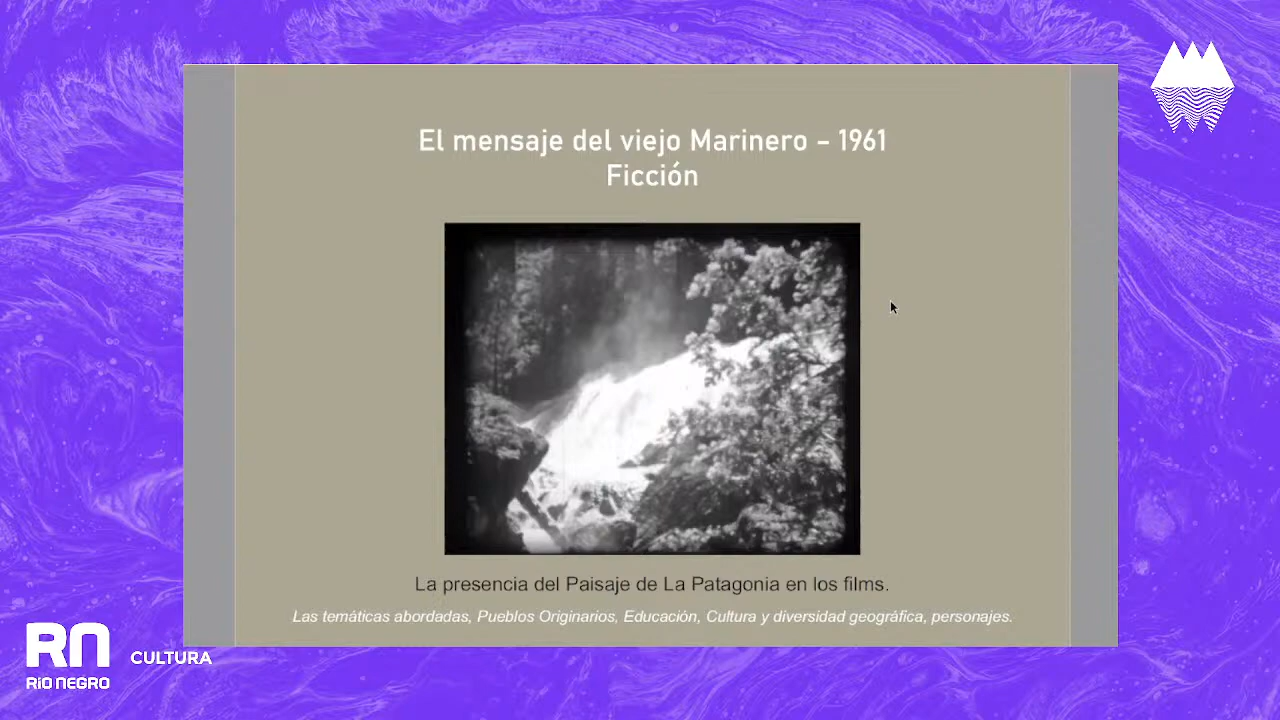 El mensaje del viejo Marinero – 1961
Ficción
La presencia del Paisaje de La Patagonia en los films.
Las temáticas abordadas, Pueblos Originarios, Educación, Cultura y diversidad geográfica, personajes.
RN
RÍO NEGRO
CULTURA